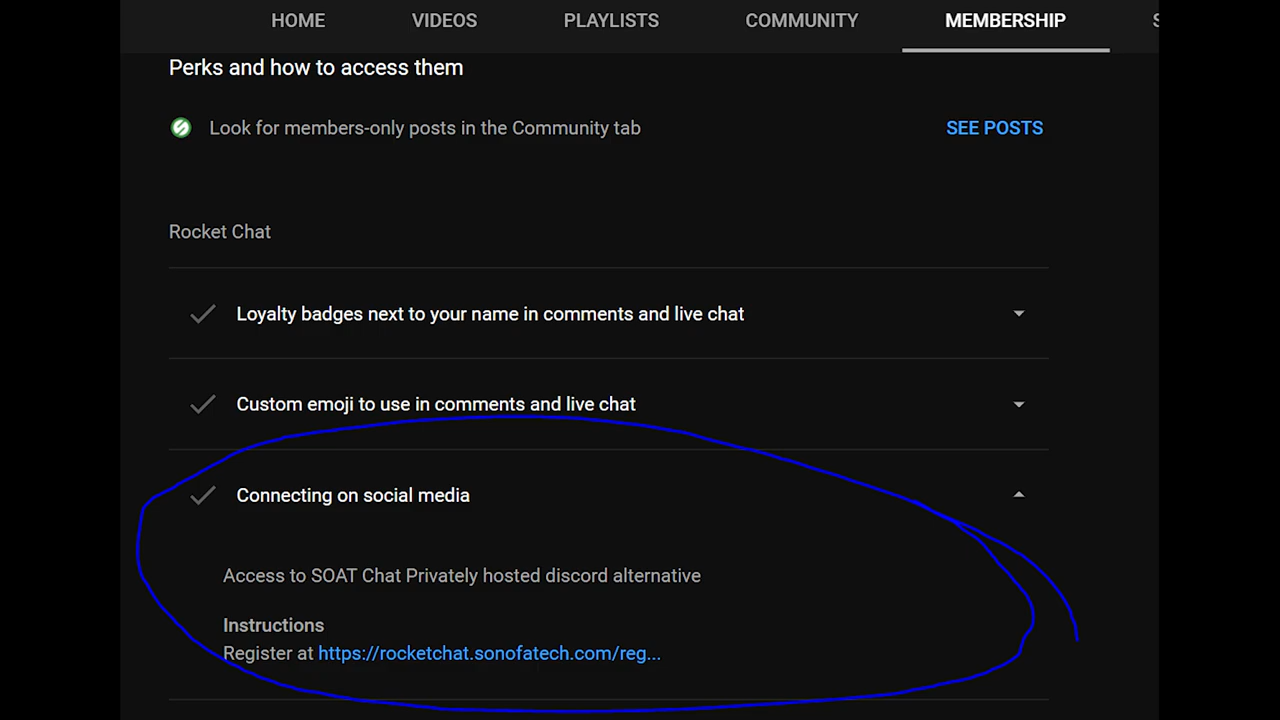 HOME VIDEOS PLAYLISTS COMMUNITY MEMBERSHIP
Perks and how to access them
Look for members-only posts in the Community tab SEE POSTS
Rocket Chat
Loyalty badges next to your name in comments and live chat
Custom emoji to use in comments and live chat
Connecting on social media
Access to SOAT Chat Privately hosted discord alternative
Instructions
Register at https://rocketchat.sonofatech.com/reg...